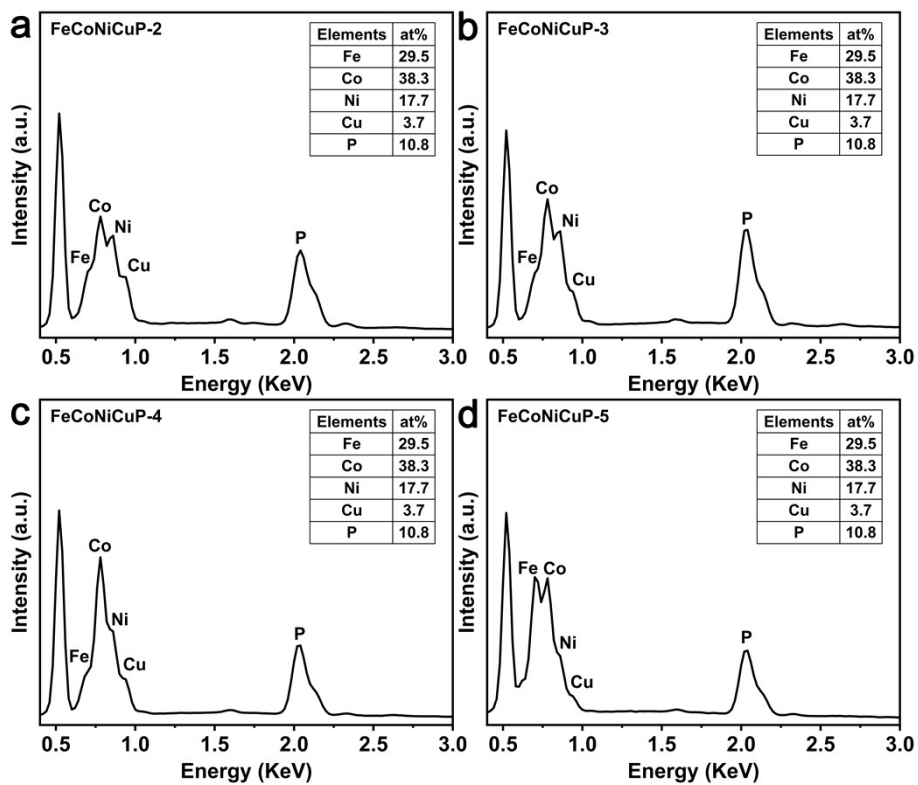 a
FeCoNiCuP-2
Elements at%
Fe 29.5
Co 38.3
Ni 17.7
Cu 3.7
P 10.8
Co
Ni
Fe
Cu
P
Intensity (a.u.)
0.5 1.0 1.5 2.0 2.5 3.0
Energy (KeV)
b
FeCoNiCuP-3
Elements at%
Fe 29.5
Co 38.3
Ni 17.7
Cu 3.7
P 10.8
Co
Ni
Fe
Cu
P
Intensity (a.u.)
0.5 1.0 1.5 2.0 2.5 3.0
Energy (KeV)
c
FeCoNiCuP-4
Elements at%
Fe 29.5
Co 38.3
Ni 17.7
Cu 3.7
P 10.8
Co
Ni
Fe
Cu
P
Intensity (a.u.)
0.5 1.0 1.5 2.0 2.5 3.0
Energy (KeV)
d
FeCoNiCuP-5
Elements at%
Fe 29.5
Co 38.3
Ni 17.7
Cu 3.7
P 10.8
Fe Co
Ni
Cu
P
Intensity (a.u.)
0.5 1.0 1.5 2.0 2.5 3.0
Energy (KeV)